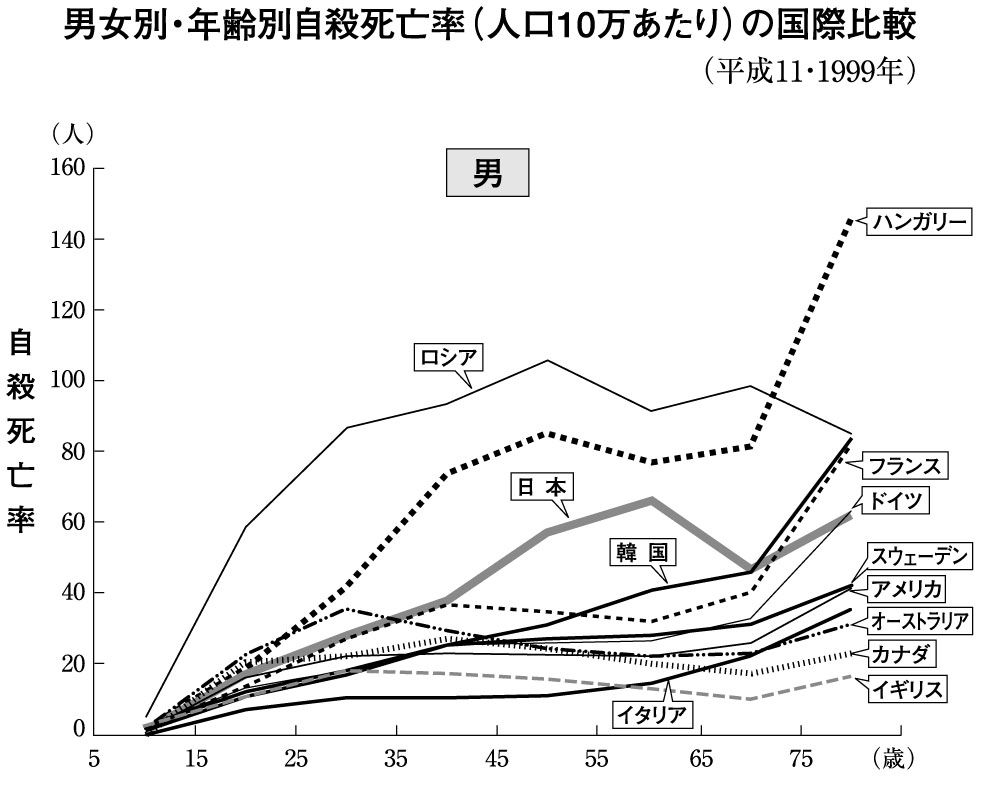 男女別・年齢別自殺死亡率（人口10万あたり）の国際比較
（平成11・1999年）
（人）
男
自殺死亡率
160
140
120
100
80
60
40
20
0
5
15
25
35
45
55
65
75
（歳）
ハンガリー
ロシア
フランス
日本
ドイツ
韓国
スウェーデン
アメリカ
オーストラリア
カナダ
イギリス
イタリア